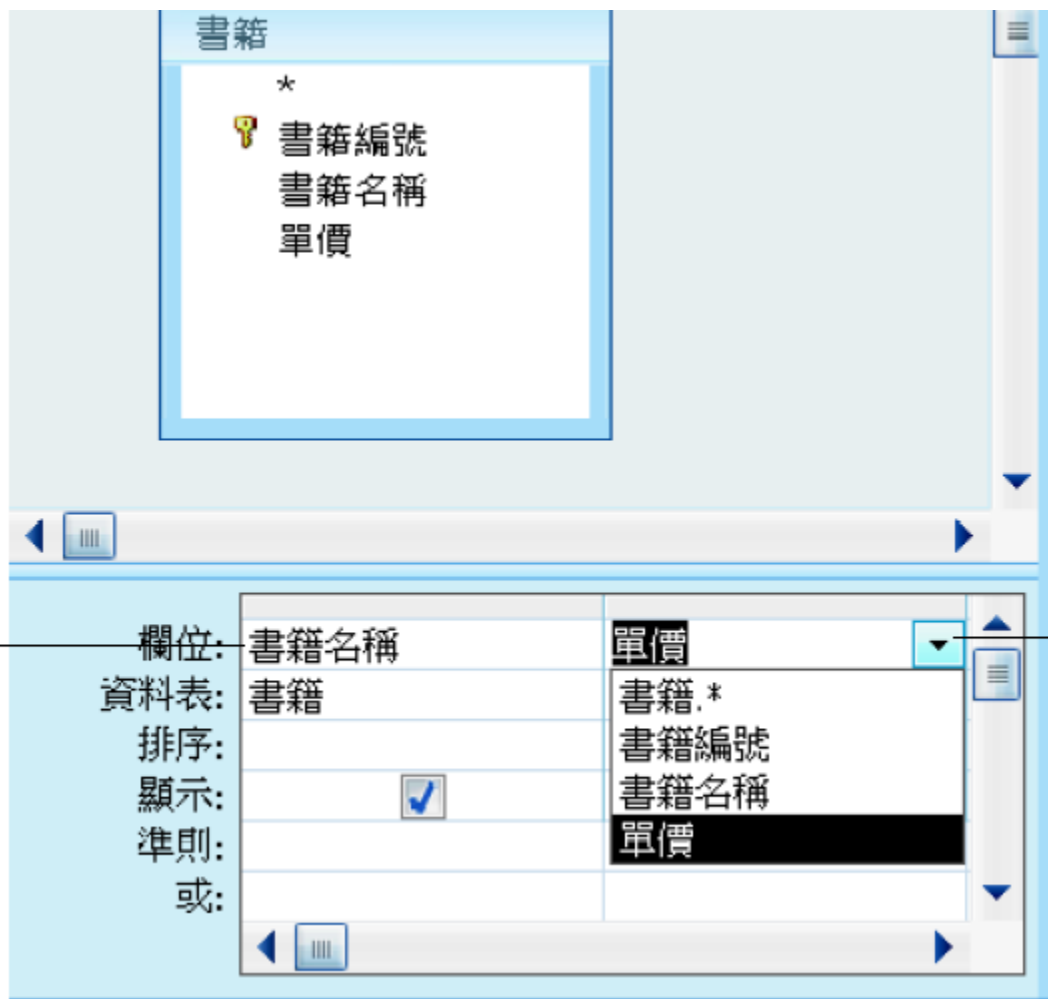 書籍
*
書籍編號
書籍名稱
單價
欄位: 書籍名稱 單價
資料表: 書籍 書籍.*
排序: 書籍編號
顯示: 書籍名稱
準則: 單價
或: